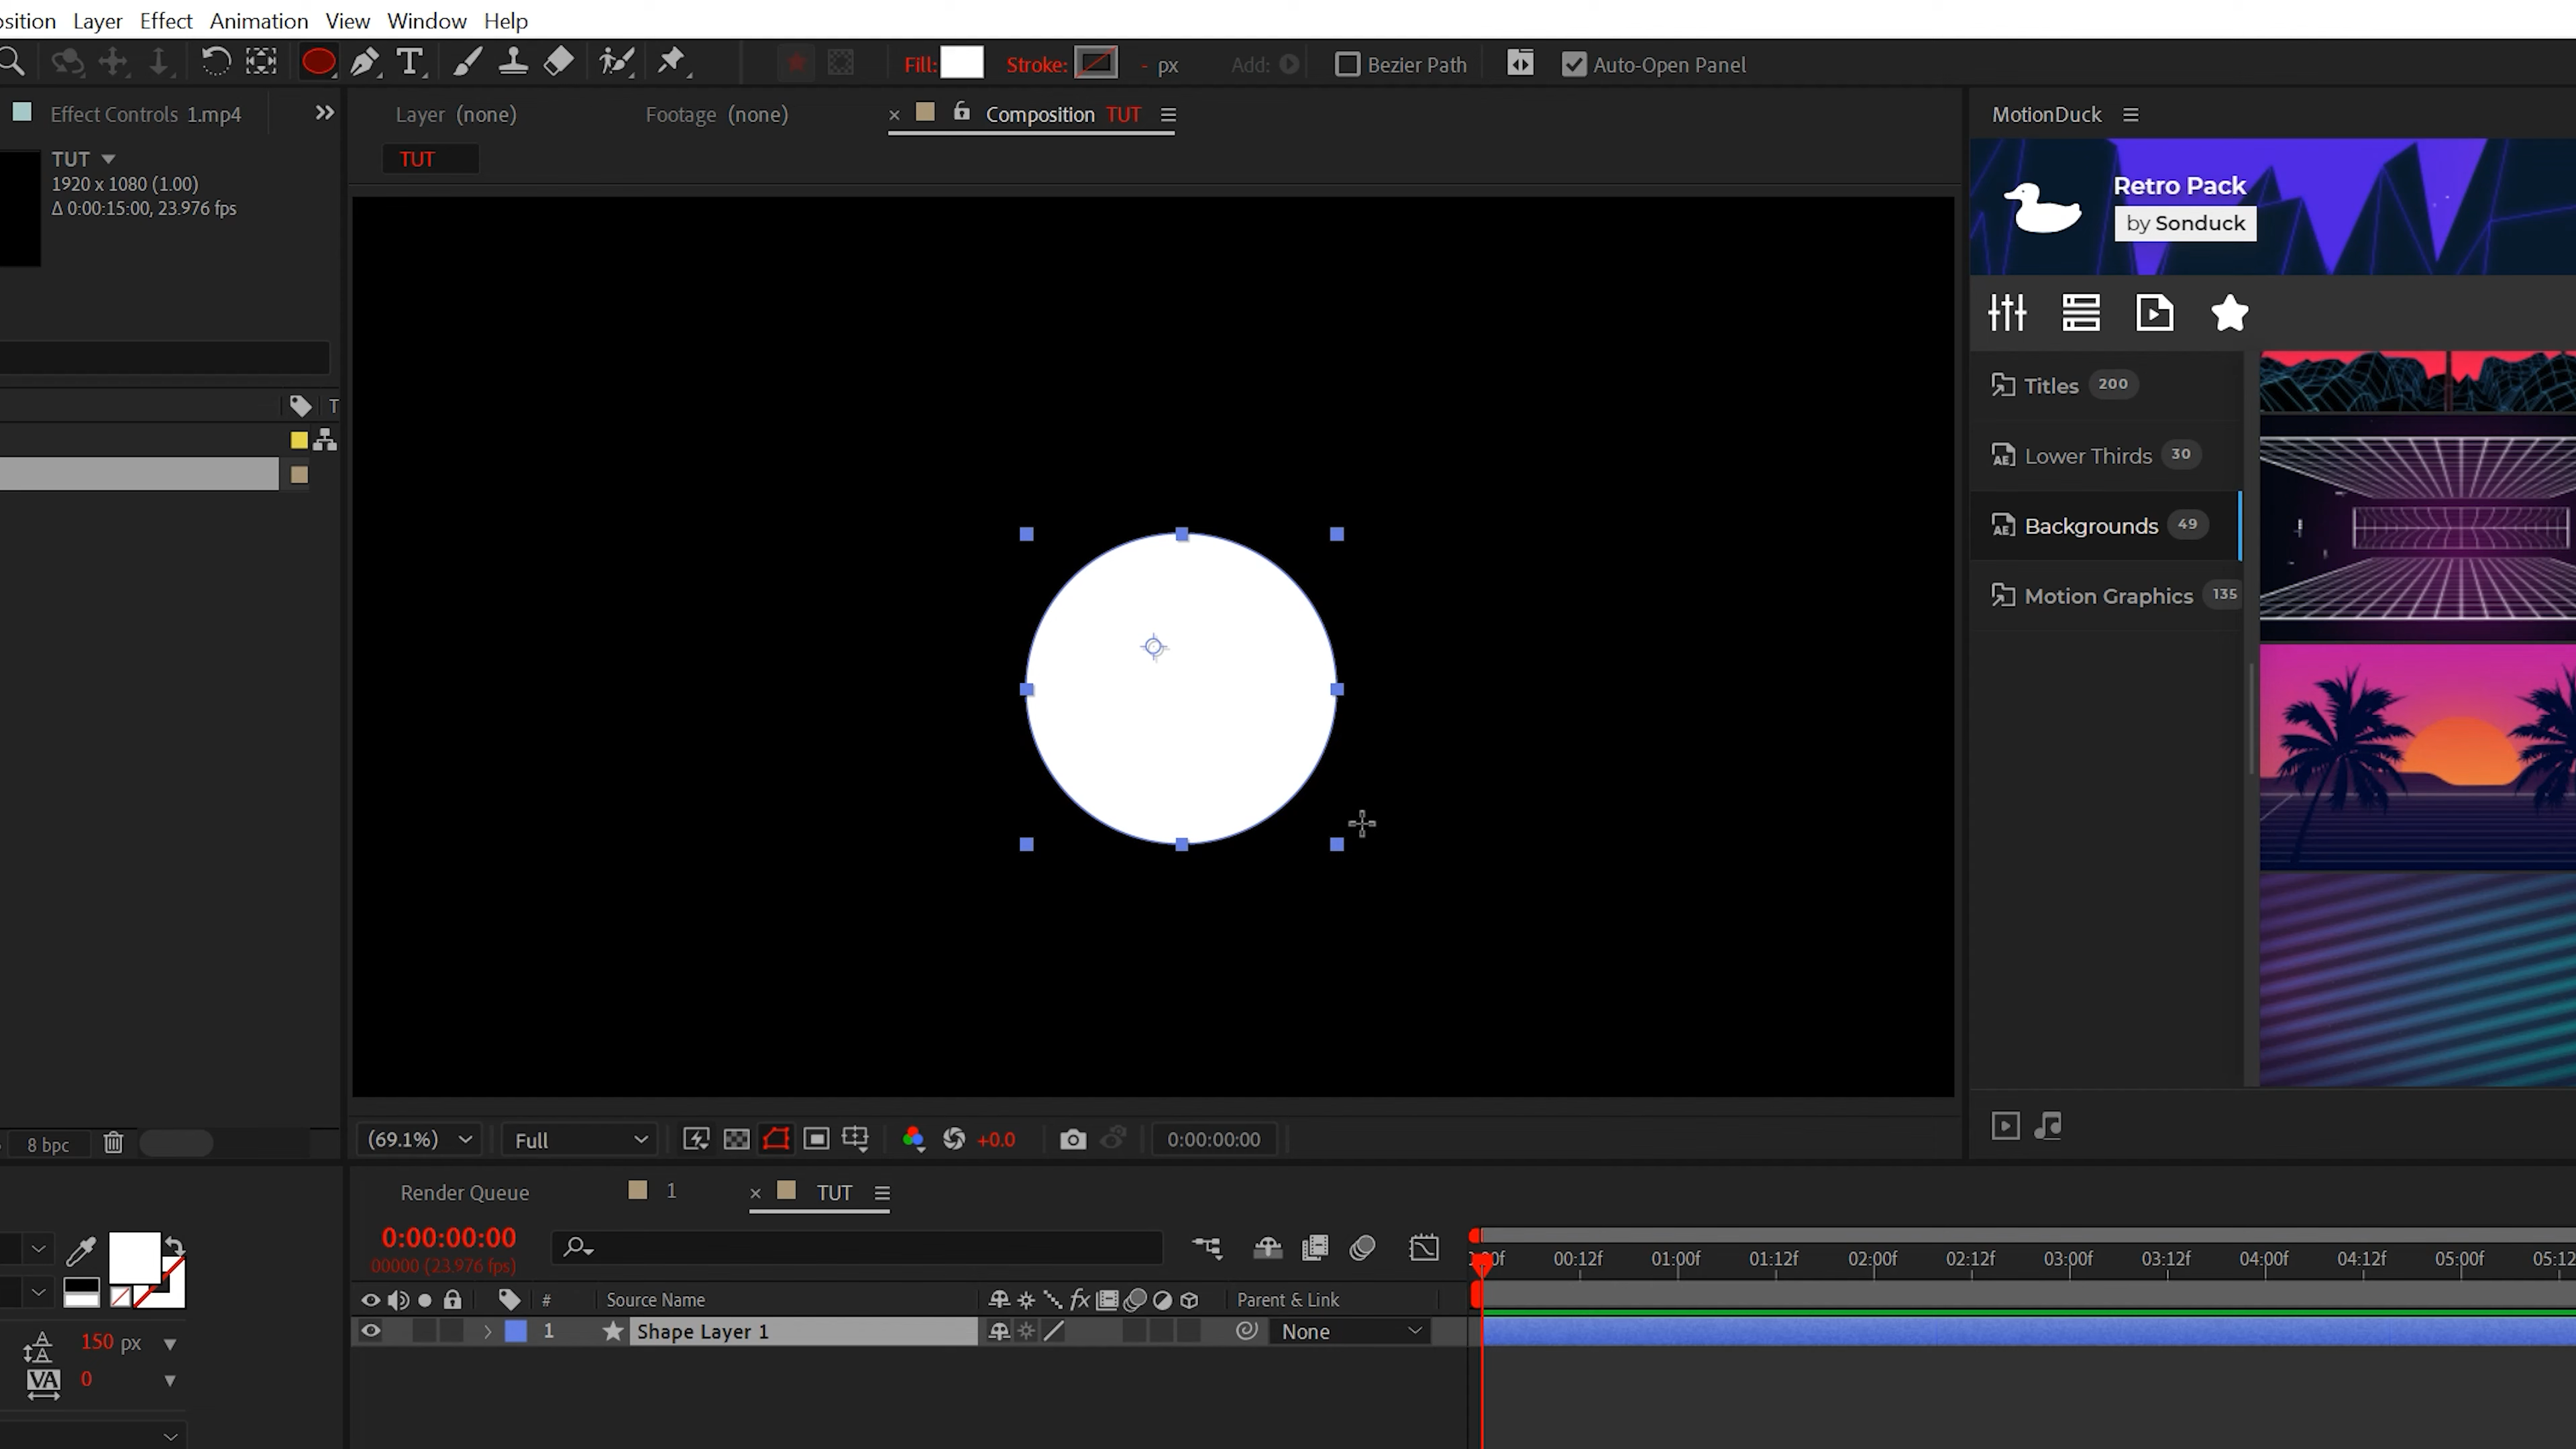 osition Layer Effect Animation View Window Help
T Fill: Stroke: - px Add: Bezier Path Auto-Open Panel
Effect Controls 1.mp4
Layer (none) Footage (none) Composition TUT
MotionDuck
TUT
TUT
1920 x 1080 (1.00)
Δ 0:00:15:00, 23.976 fps
Retro Pack
by Sonduck
Titles 200
T
AE Lower Thirds 30
AE Backgrounds 49
Motion Graphics 135
8 bpc
(69.1%) Full +0.0 0:00:00:00
Render Queue 1 TUT
0:00:00:00
00000 (23.976 fps)
00f 00:12f 01:00f 01:12f 02:00f 02:12f 03:00f 03:12f 04:00f 04:12f 05:00f 05:12
# Source Name fx Parent & Link
1 Shape Layer 1 None
150 px
VA 0